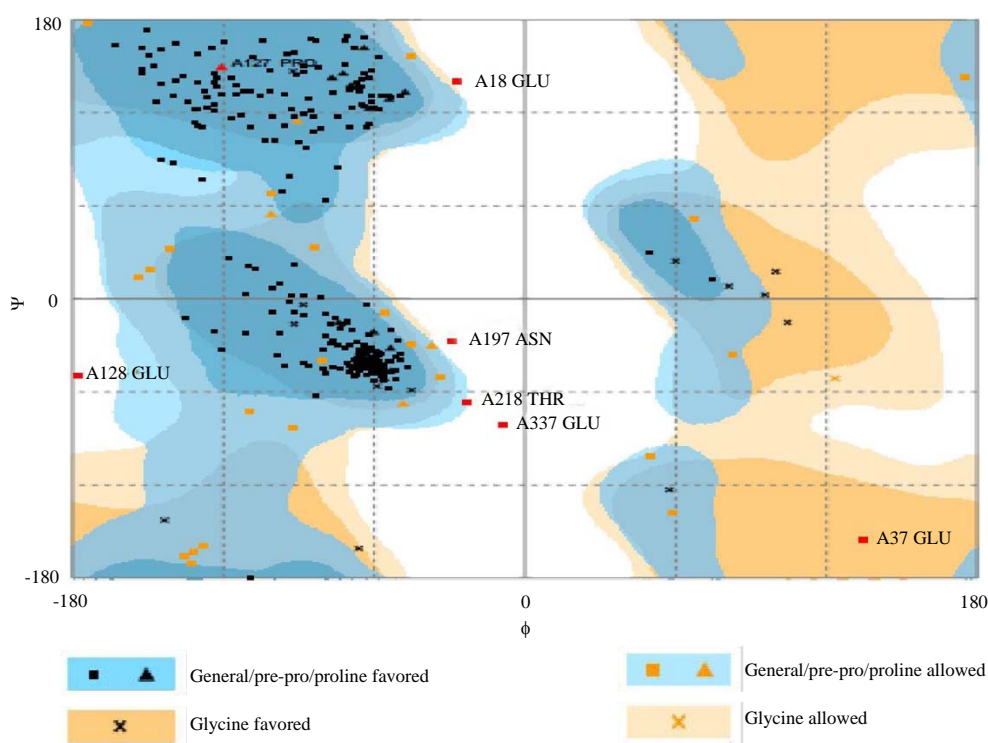 180
A127 PRO
A18 GLU
Ψ
0
A197 ASN
A128 GLU
A218 THR
A337 GLU
A37 GLU
-180
-180
0
180
ϕ
General/pre-pro/proline favored
General/pre-pro/proline allowed
Glycine favored
Glycine allowed